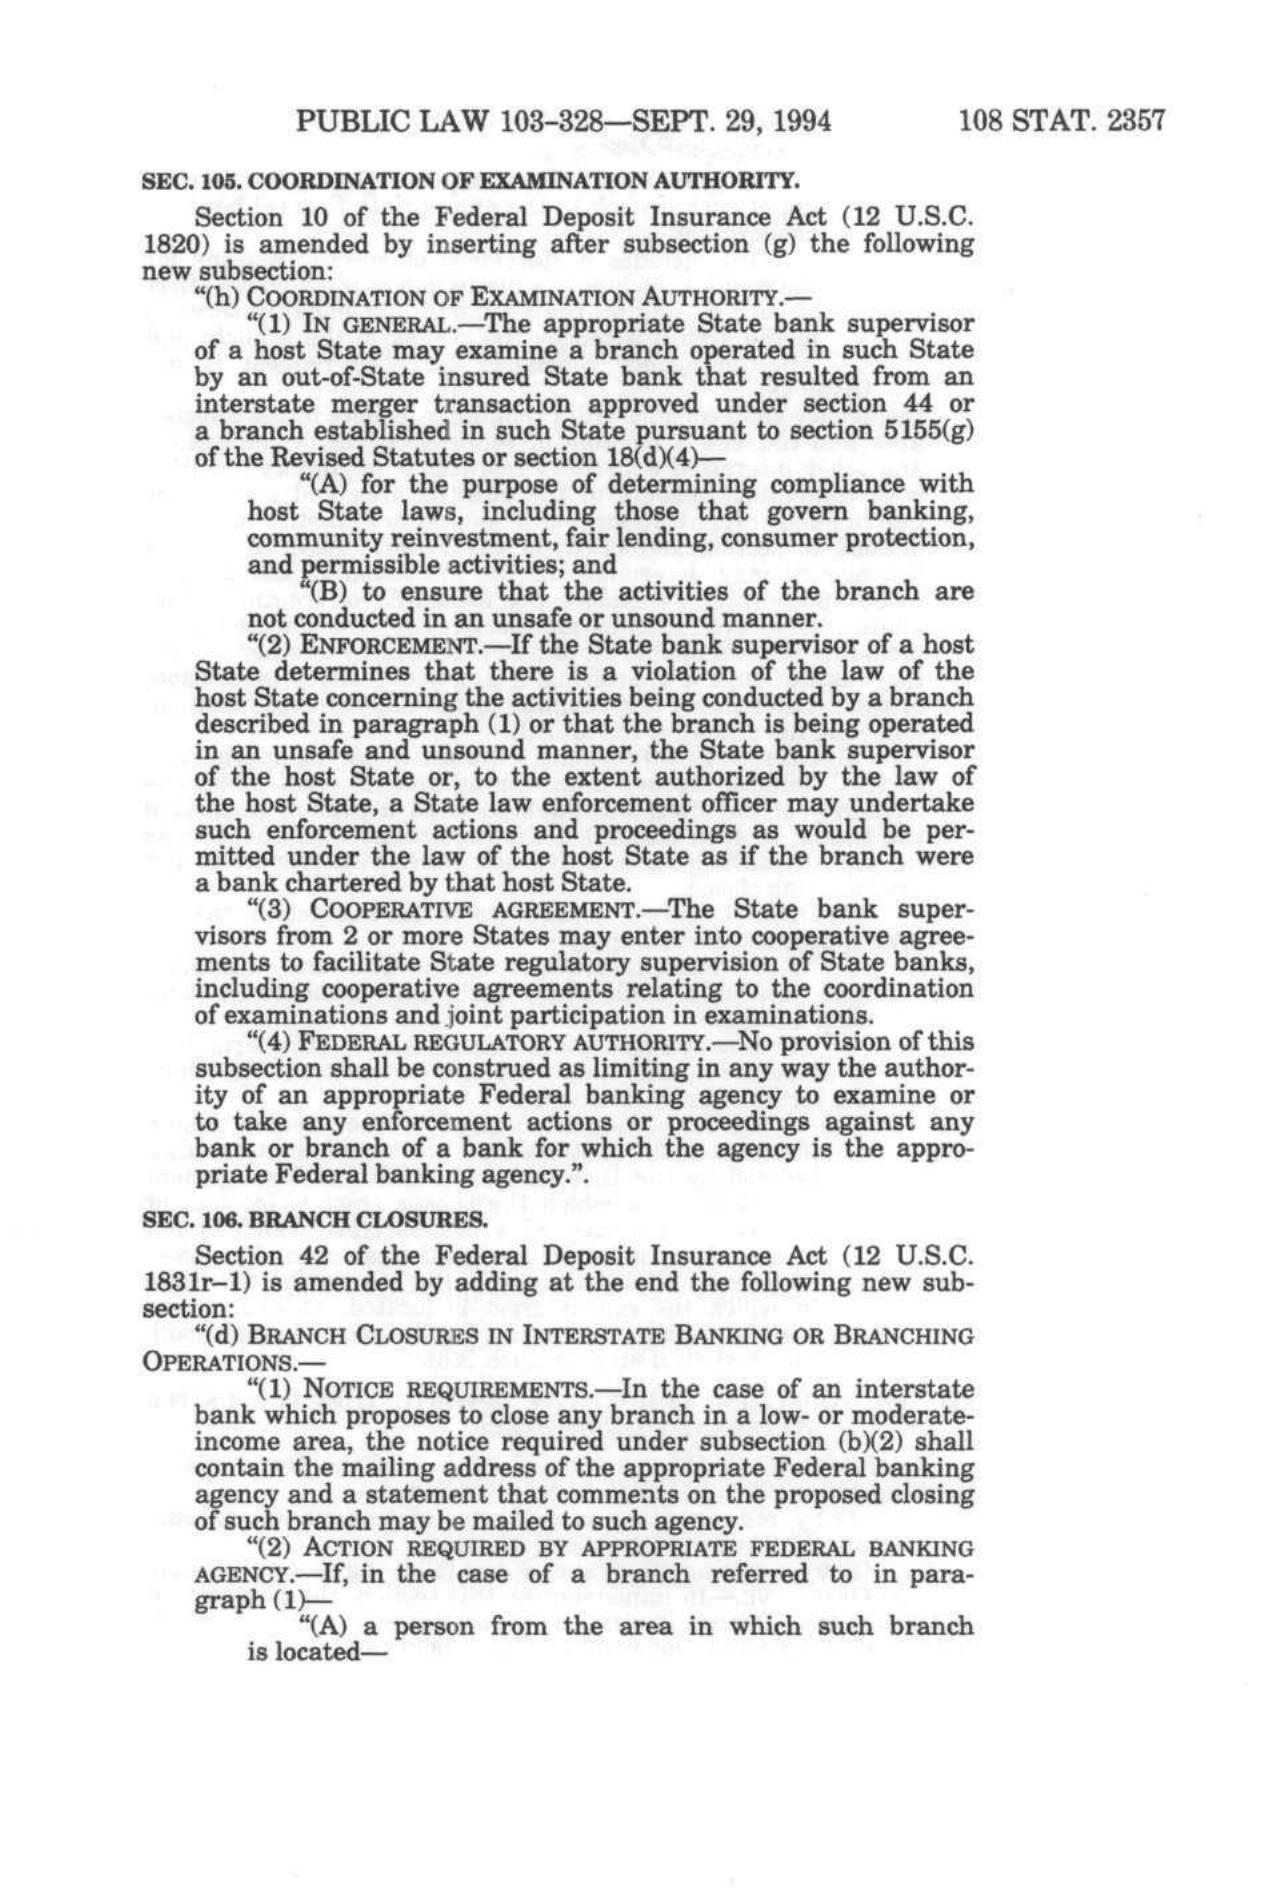 PUBLIC LAW 103–328—SEPT. 29, 1994 108 STAT. 2357
SEC. 105. COORDINATION OF EXAMINATION AUTHORITY.
Section 10 of the Federal Deposit Insurance Act (12 U.S.C.
1820) is amended by inserting after subsection (g) the following
new subsection:
“(h) COORDINATION OF EXAMINATION AUTHORITY.—
“(1) IN GENERAL.—The appropriate State bank supervisor
of a host State may examine a branch operated in such State
by an out-of-State insured State bank that resulted from an
interstate merger transaction approved under section 44 or
a branch established in such State pursuant to section 5155(g)
of the Revised Statutes or section 18(d)(4)—
“(A) for the purpose of determining compliance with
host State laws, including those that govern banking,
community reinvestment, fair lending, consumer protection,
and permissible activities; and
“(B) to ensure that the activities of the branch are
not conducted in an unsafe or unsound manner.
“(2) ENFORCEMENT.—If the State bank supervisor of a host
State determines that there is a violation of the law of the
host State concerning the activities being conducted by a branch
described in paragraph (1) or that the branch is being operated
in an unsafe and unsound manner, the State bank supervisor
of the host State or, to the extent authorized by the law of
the host State, a State law enforcement officer may undertake
such enforcement actions and proceedings as would be per-
mitted under the law of the host State as if the branch were
a bank chartered by that host State.
“(3) COOPERATIVE AGREEMENT.—The State bank super-
visors from 2 or more States may enter into cooperative agree-
ments to facilitate State regulatory supervision of State banks,
including cooperative agreements relating to the coordination
of examinations and joint participation in examinations.
“(4) FEDERAL REGULATORY AUTHORITY.—No provision of this
subsection shall be construed as limiting in any way the author-
ity of an appropriate Federal banking agency to examine or
to take any enforcement actions or proceedings against any
bank or branch of a bank for which the agency is the appro-
priate Federal banking agency.”.
SEC. 106. BRANCH CLOSURES.
Section 42 of the Federal Deposit Insurance Act (12 U.S.C.
1831r–1) is amended by adding at the end the following new sub-
section:
“(d) BRANCH CLOSURES IN INTERSTATE BANKING OR BRANCHING
OPERATIONS.—
“(1) NOTICE REQUIREMENTS.—In the case of an interstate
bank which proposes to close any branch in a low- or moderate-
income area, the notice required under subsection (b)(2) shall
contain the mailing address of the appropriate Federal banking
agency and a statement that comments on the proposed closing
of such branch may be mailed to such agency.
“(2) ACTION REQUIRED BY APPROPRIATE FEDERAL BANKING
AGENCY.—If, in the case of a branch referred to in para-
graph (1)—
“(A) a person from the area in which such branch
is located—